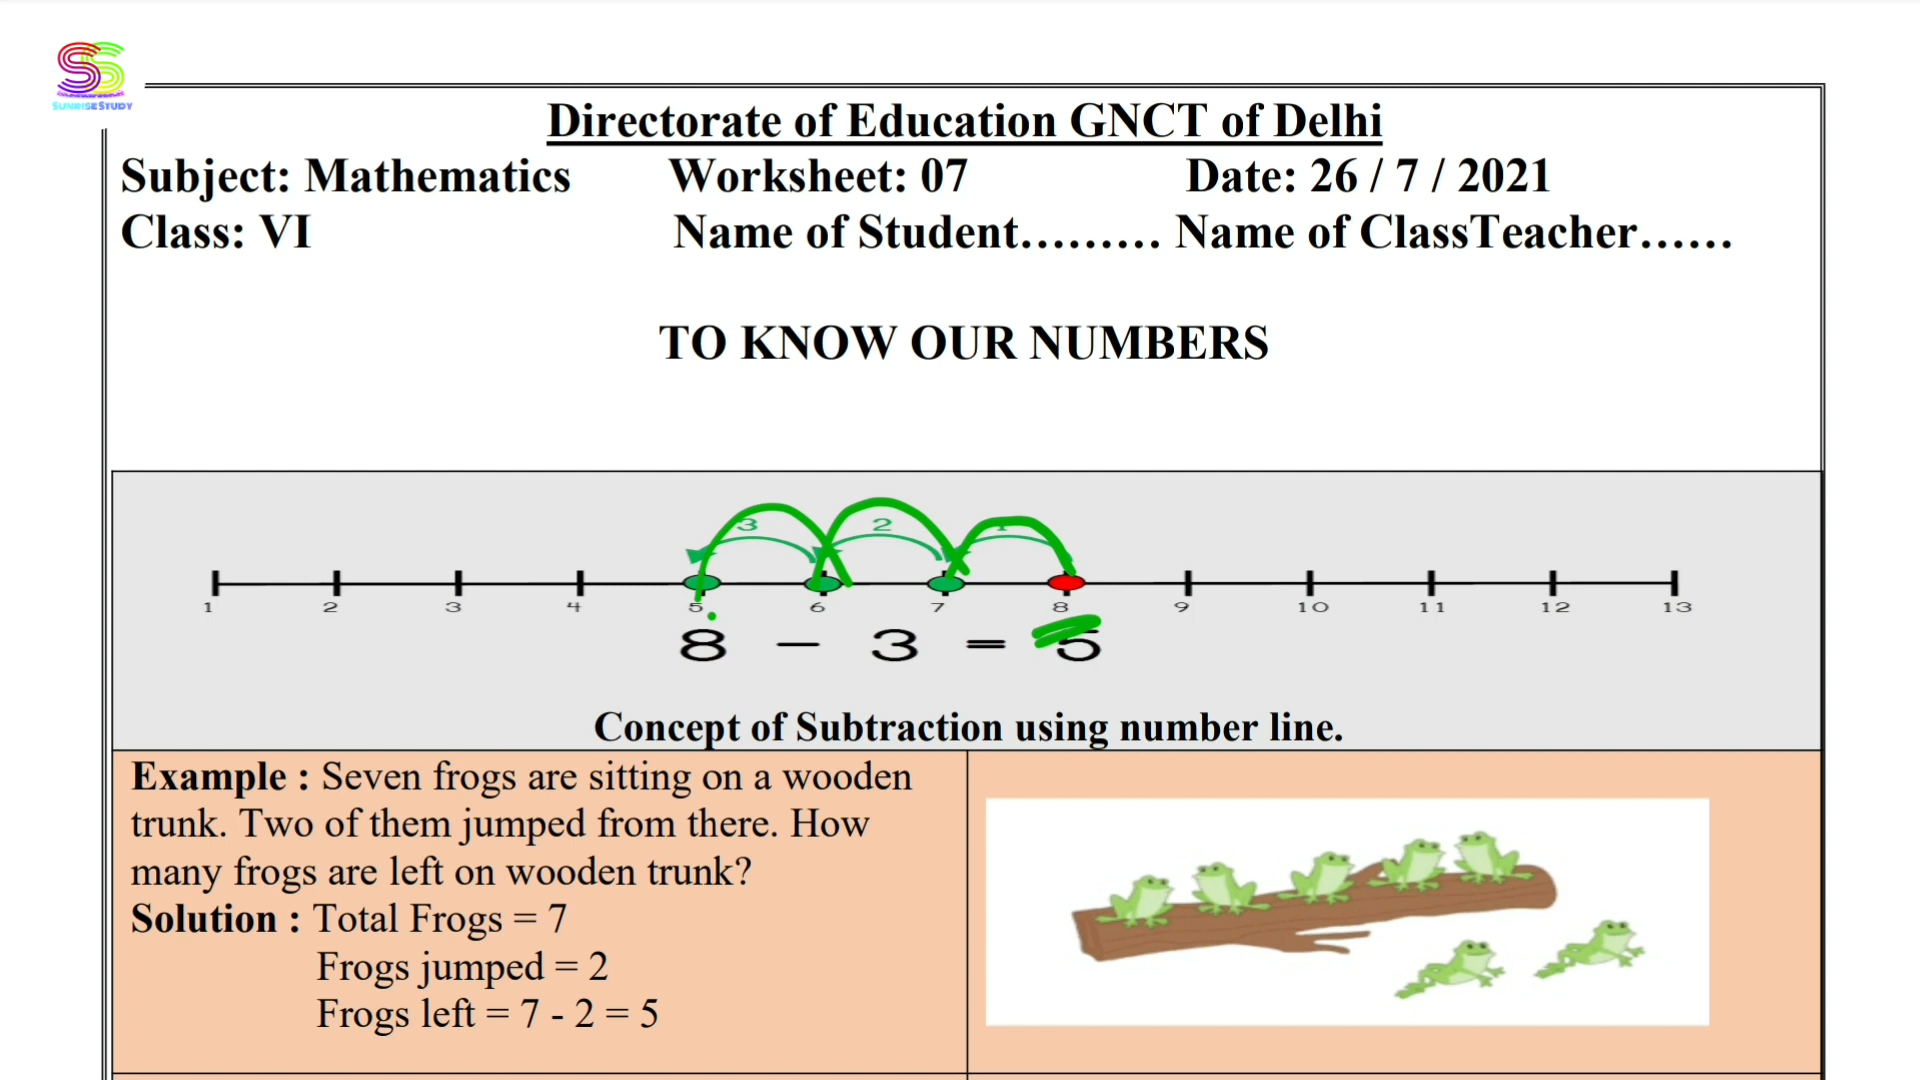 SUNRISE STUDY
Directorate of Education GNCT of Delhi
Subject: Mathematics Worksheet: 07 Date: 26 / 7 / 2021
Class: VI Name of Student......... Name of ClassTeacher......
TO KNOW OUR NUMBERS
3 2 1
1 2 3 4 5 6 7 8 9 10 11 12 13
8 - 3 = 5
Concept of Subtraction using number line.
Example : Seven frogs are sitting on a wooden
trunk. Two of them jumped from there. How
many frogs are left on wooden trunk?
Solution : Total Frogs = 7
Frogs jumped = 2
Frogs left = 7 - 2 = 5